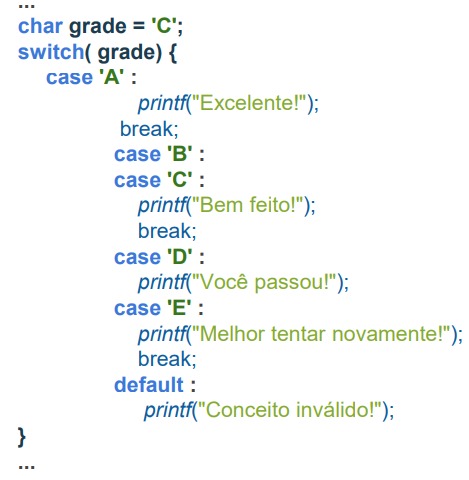 ...
char grade = 'C';
switch( grade) {
case 'A' :
printf("Excelente!");
break;
case 'B' :
case 'C' :
printf("Bem feito!");
break;
case 'D' :
printf("Você passou!");
case 'E' :
printf("Melhor tentar novamente!");
break;
default :
printf("Conceito inválido!");
}
...